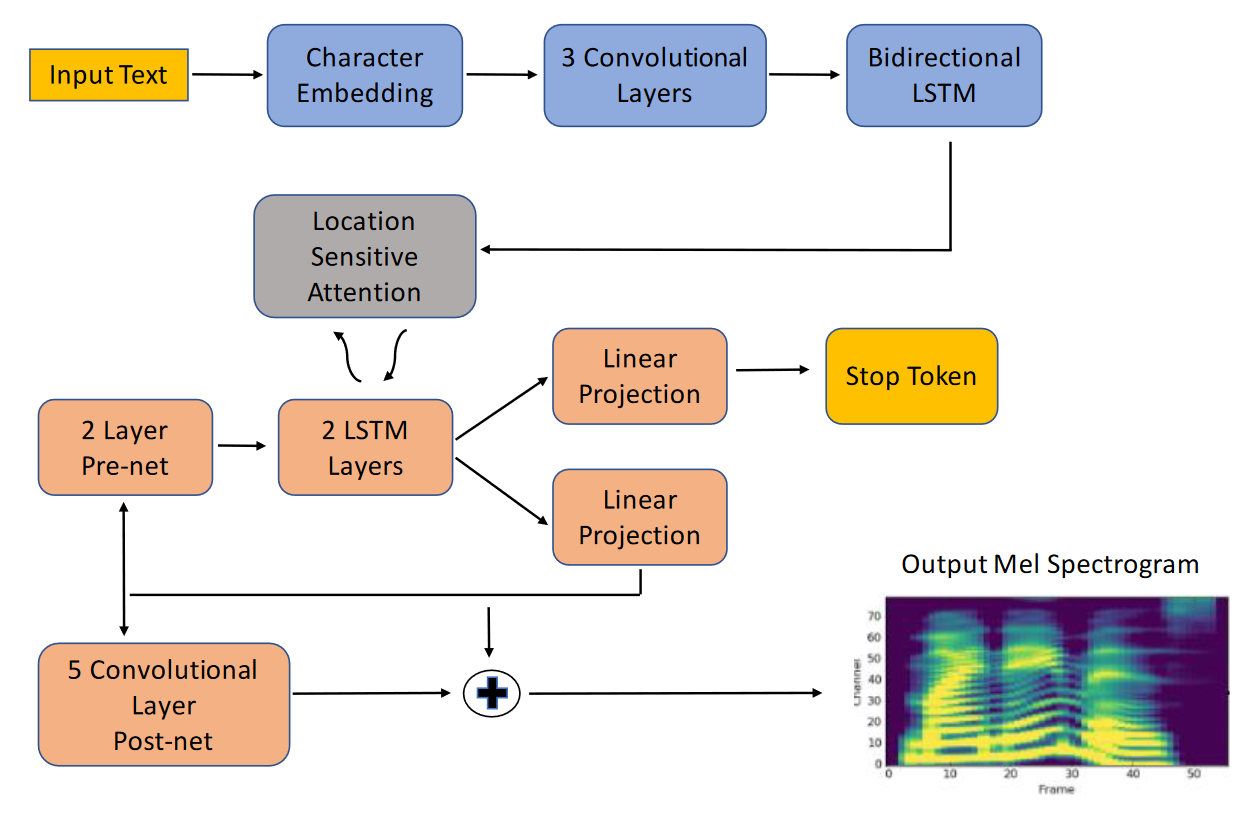 Input Text
Character
Embedding
3 Convolutional
Layers
Bidirectional
LSTM
Location
Sensitive
Attention
Linear
Projection
Stop Token
2 Layer
Pre-net
2 LSTM
Layers
Linear
Projection
Output Mel Spectrogram
5 Convolutional
Layer
Post-net
70
60
50
40
30
20
10
0
Channel
0 10 20 30 40 50
Frame